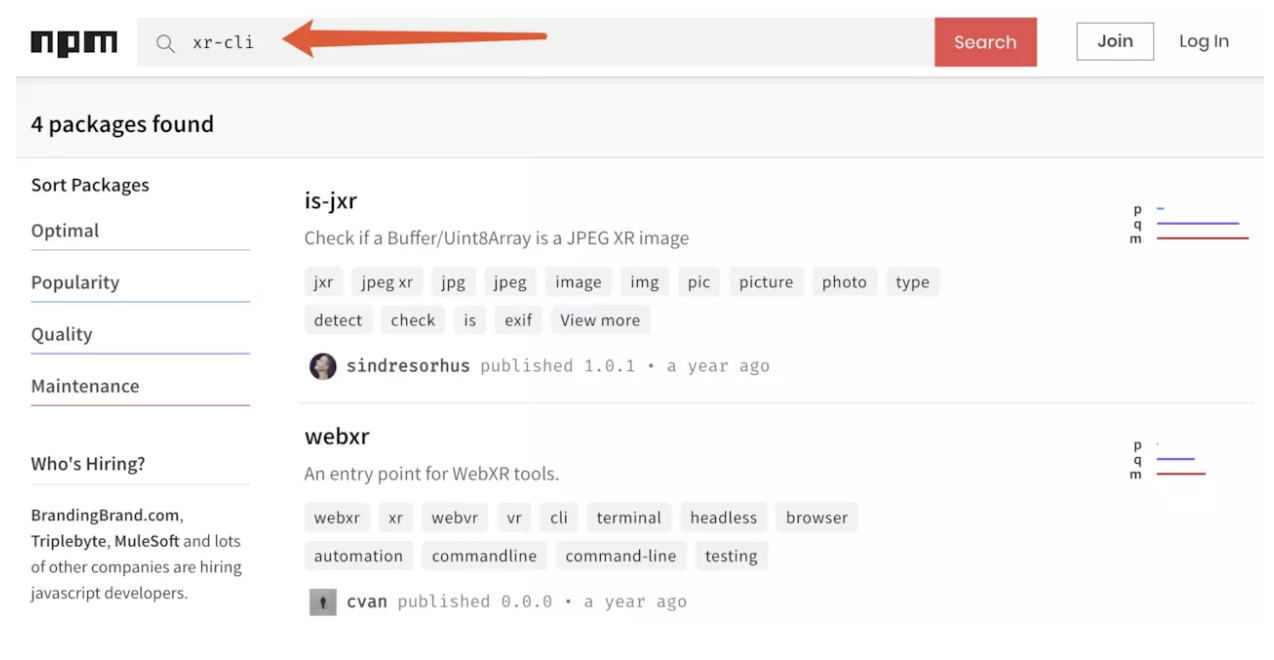 npm xr-cli Search Join Log In
4 packages found
Sort Packages
Optimal
Popularity
Quality
Maintenance
Who's Hiring?
BrandingBrand.com,
Triplebyte, MuleSoft and lots
of other companies are hiring
javascript developers.
is-jxr
Check if a Buffer/Uint8Array is a JPEG XR image
jxr jpeg xr jpg jpeg image img pic picture photo type
detect check is exif View more
sindresorhus published 1.0.1 • a year ago
p
q
m
webxr
An entry point for WebXR tools.
webxr xr webvr vr cli terminal headless browser
automation commandline command-line testing
cvan published 0.0.0 • a year ago
p
q
m